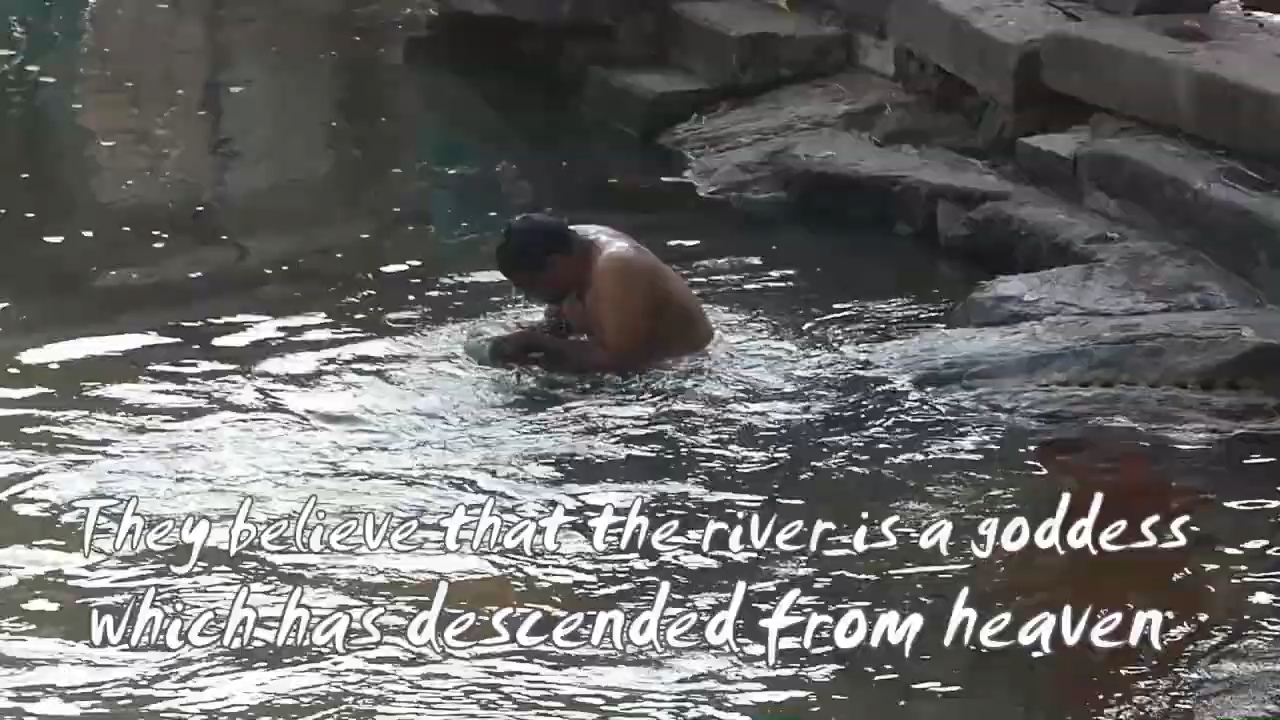 They believe that the river is a goddess
which has descended from heaven